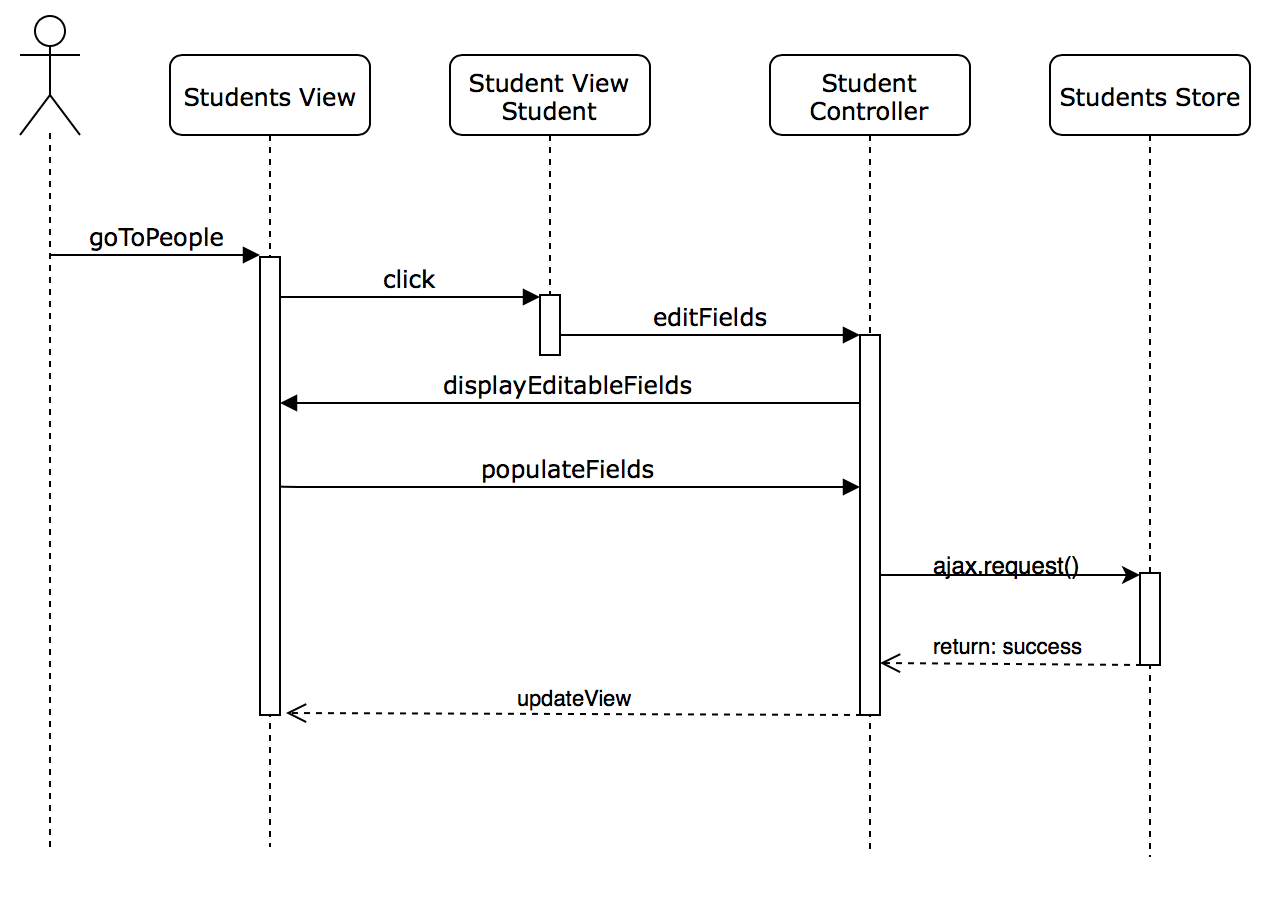 Students View
Student View
Student
Student
Controller
Students Store
goToPeople
click
editFields
displayEditableFields
populateFields
ajax.request()
return: success
updateView